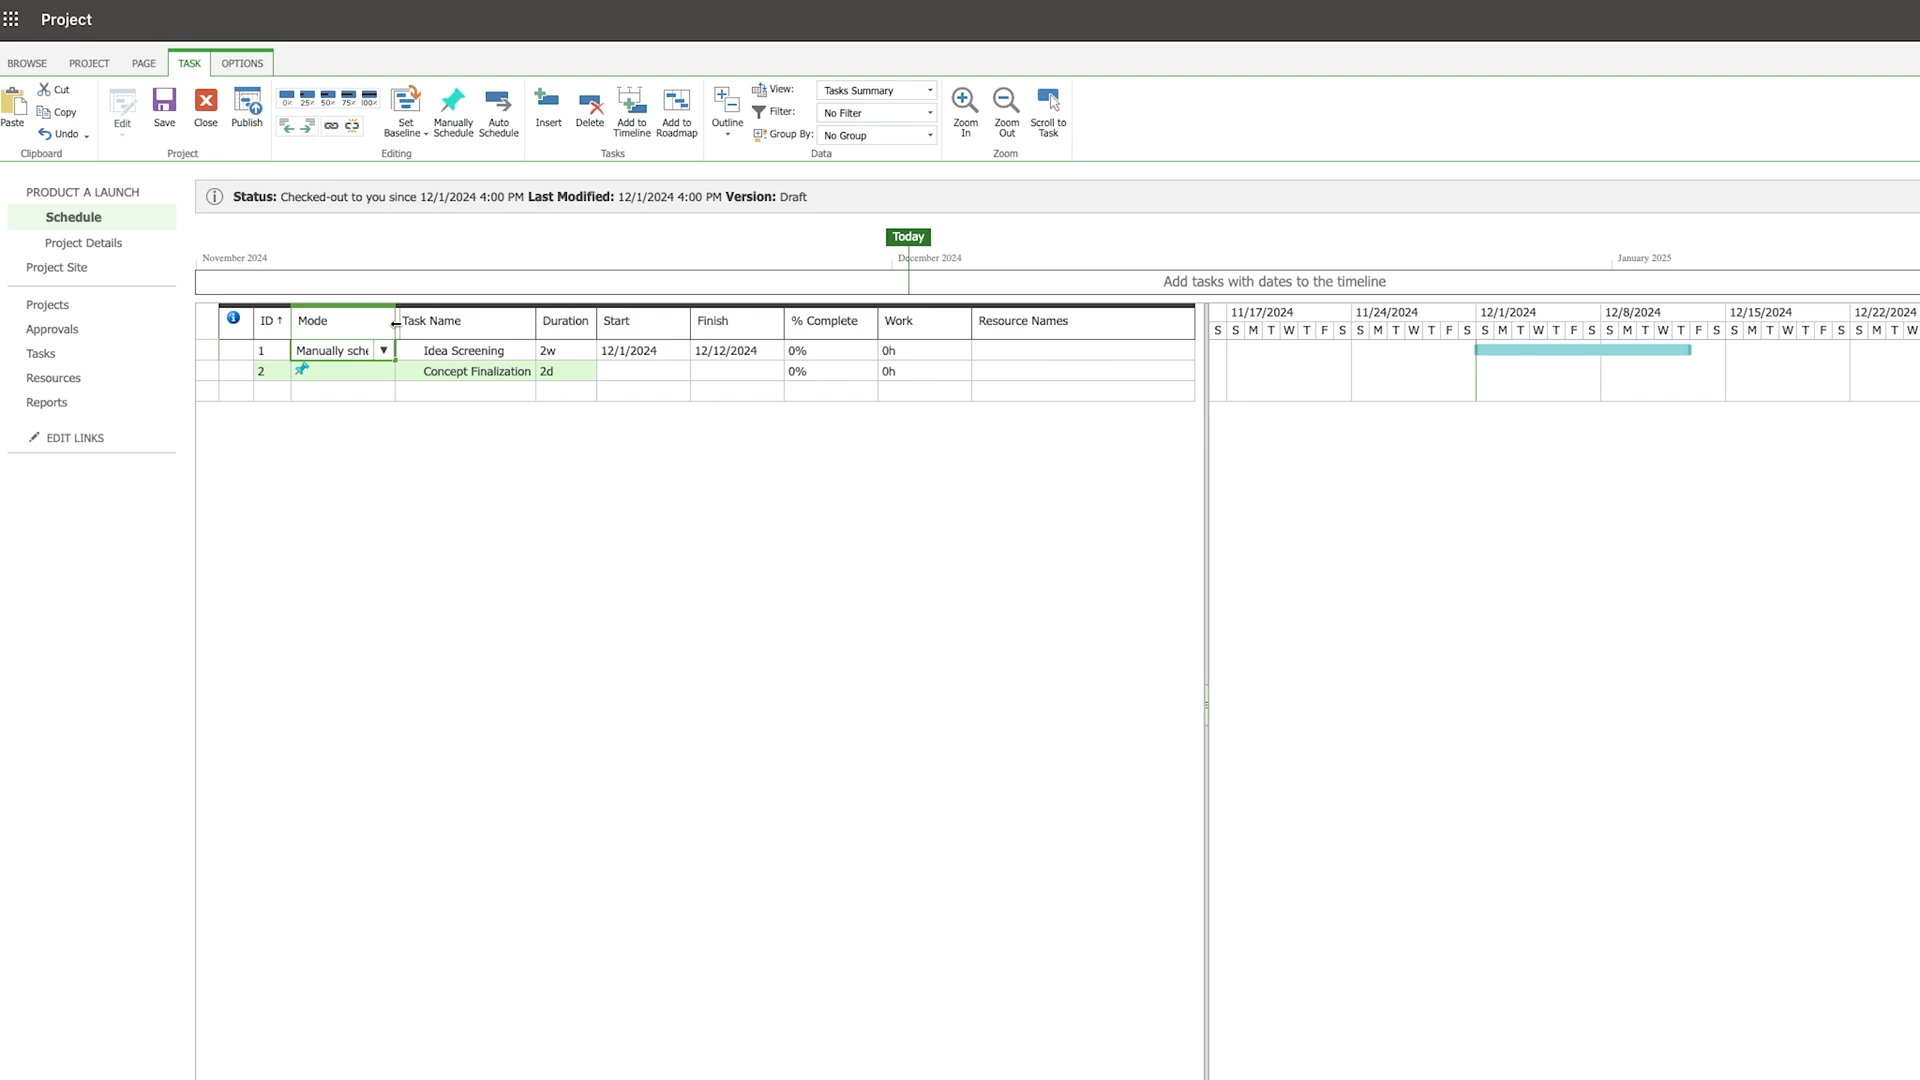 Project
BROWSE PROJECT PAGE TASK OPTIONS
Paste
Cut
Copy
Undo
Clipboard
Edit
Save
Close
Publish
Project
0% 25% 50% 75% 100%
Set Baseline
Manually Schedule
Auto Schedule
Editing
Insert
Delete
Add to Timeline
Add to Roadmap
Tasks
Outline
View: Tasks Summary
Filter: No Filter
Group By: No Group
Data
Zoom In
Zoom Out
Scroll to Task
Zoom
PRODUCT A LAUNCH
Schedule
Project Details
Project Site
Projects
Approvals
Tasks
Resources
Reports
EDIT LINKS
Status: Checked-out to you since 12/1/2024 4:00 PM Last Modified: 12/1/2024 4:00 PM Version: Draft
Today
November 2024 December 2024 January 2025
Add tasks with dates to the timeline
ID ↑ Mode Task Name Duration Start Finish % Complete Work Resource Names
1 Manually sche Idea Screening 2w 12/1/2024 12/12/2024 0% 0h
2 Concept Finalization 2d 0% 0h
11/17/2024 11/24/2024 12/1/2024 12/8/2024 12/15/2024 12/22/2024
S S M T W T F S S M T W T F S S M T W T F S S M T W T F S S M T W T F S S M T W